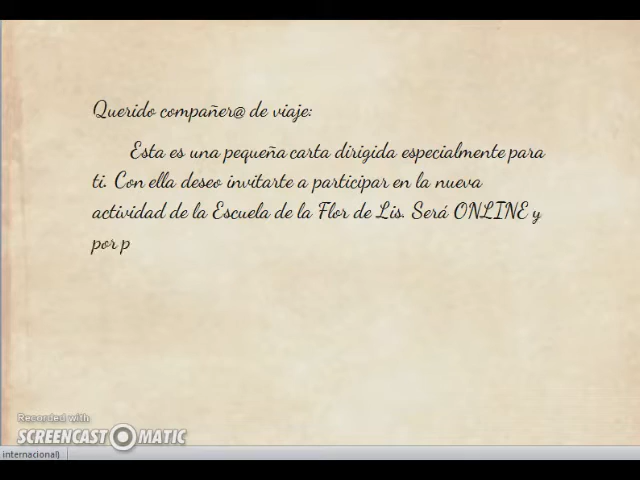 Querido compañer@ de viaje:
Esta es una pequeña carta dirigida especialmente para
ti. Con ella deseo invitarte a participar en la nueva
actividad de la Escuela de la Flor de Lis. Será ONLINE y
por p
Recorded with
SCREENCAST O MATIC
internacional)